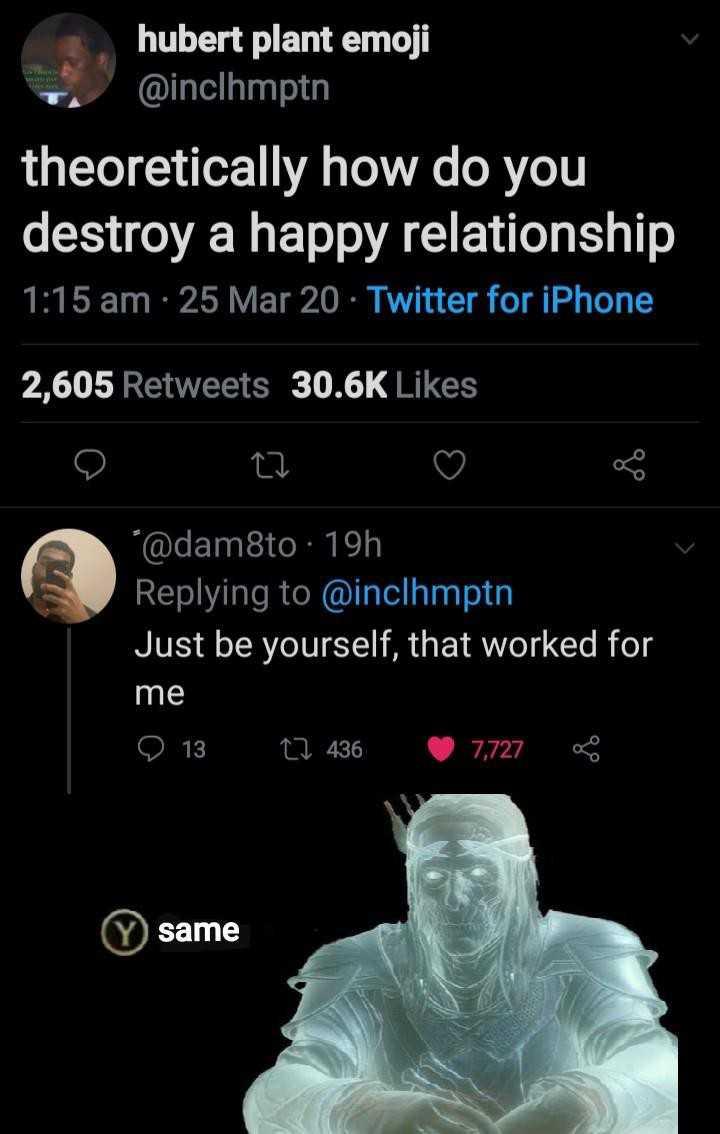 hubert plant emoji
@inclhmptn
theoretically how do you
destroy a happy relationship
1:15 am · 25 Mar 20 · Twitter for iPhone
2,605 Retweets 30.6K Likes
@dam8to · 19h
Replying to @inclhmptn
Just be yourself, that worked for
me
13 436 7,727
Y same